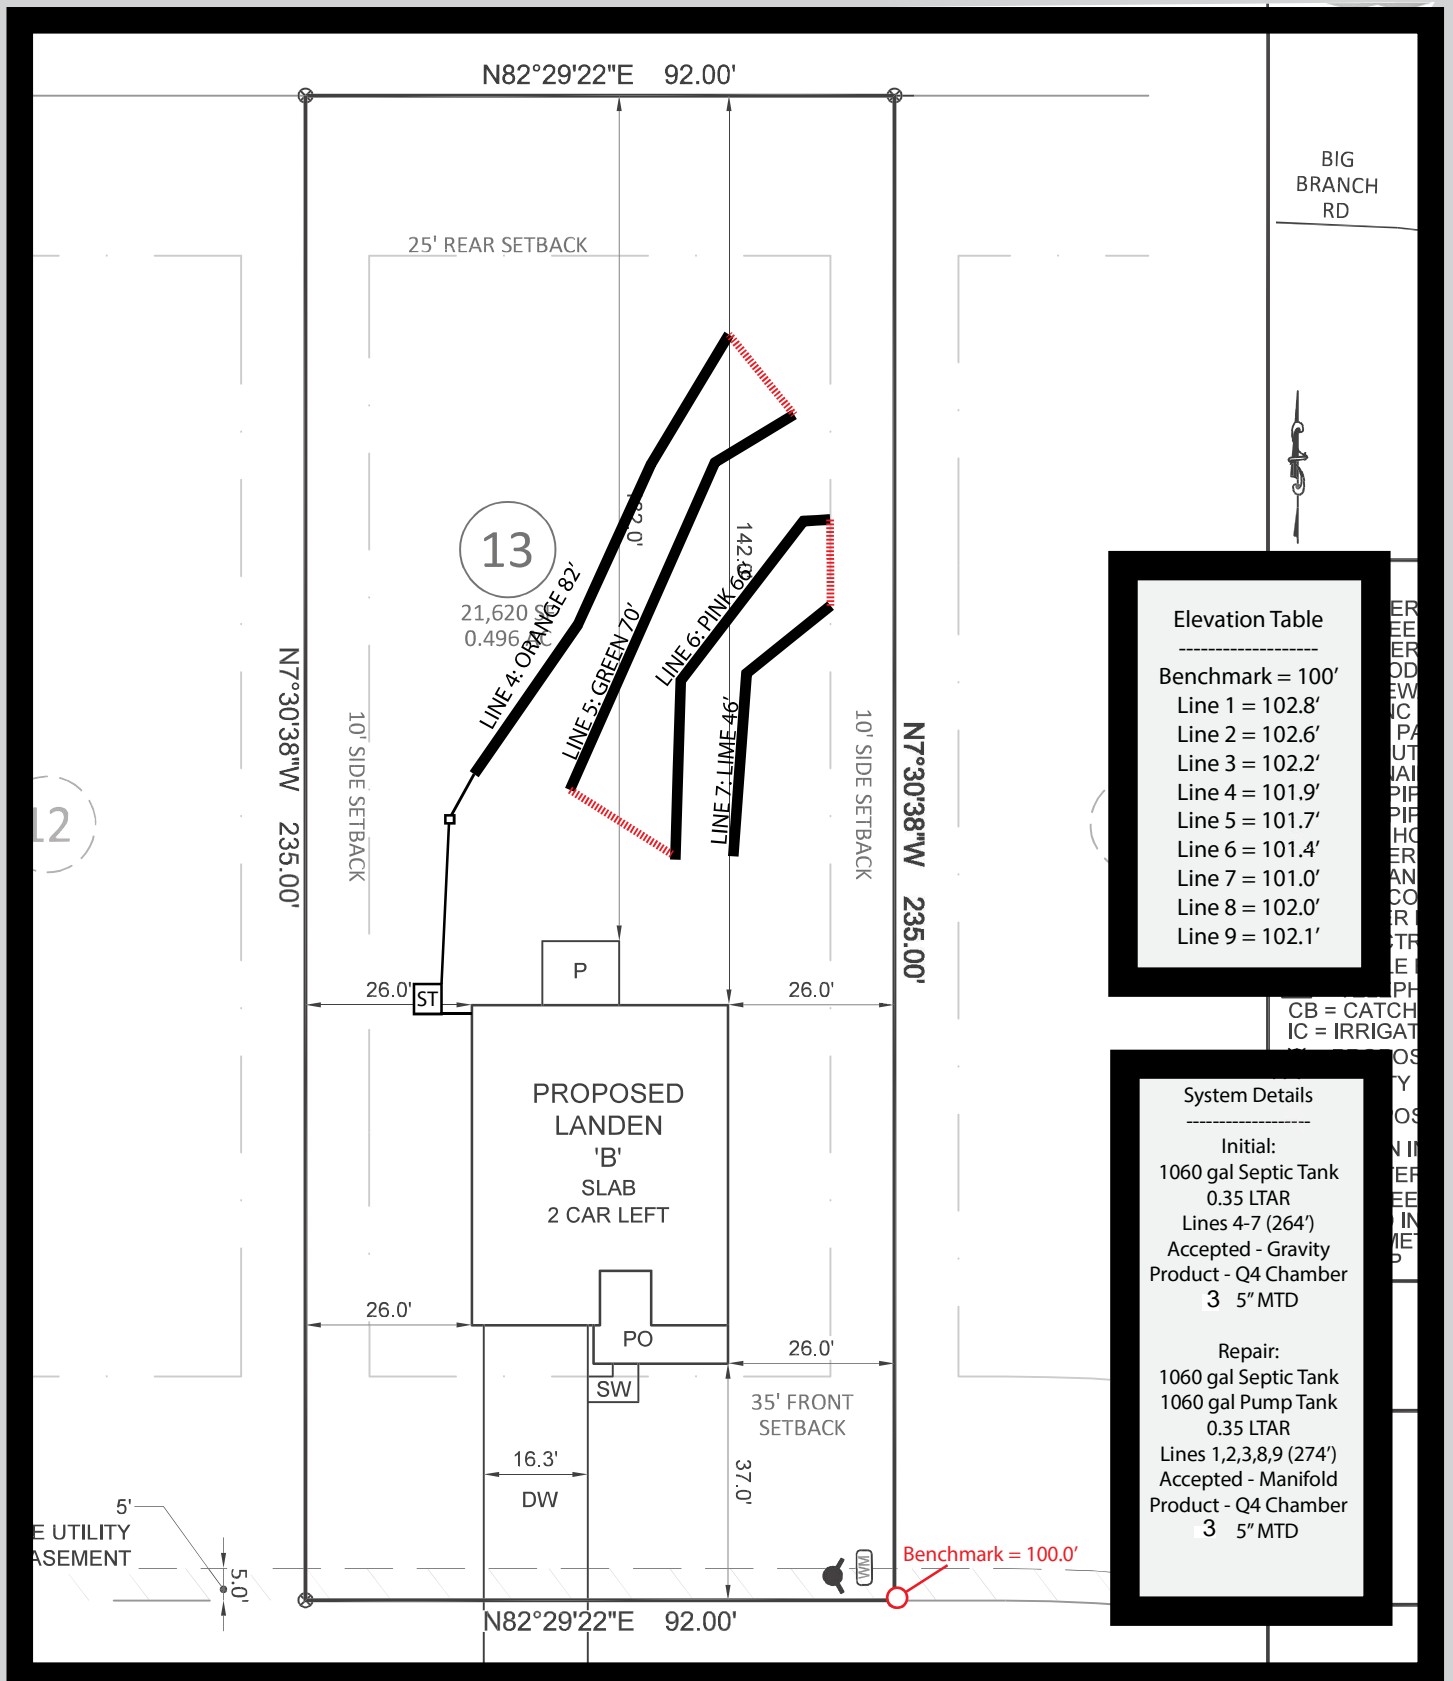 N82°29'22"E 92.00'
BIG
BRANCH
RD
25' REAR SETBACK
142.0'
13
21,620
0.496
LINE 4: ORANGE 82'
LINE 5: GREEN 70'
LINE 6: PINK
LINE 7: LIME 46'
N7°30'38"W 235.00'
10' SIDE SETBACK
10' SIDE SETBACK
N7°30'38"W 235.00'
12
Elevation Table
-------------------
Benchmark = 100'
Line 1 = 102.8'
Line 2 = 102.6'
Line 3 = 102.2'
Line 4 = 101.9'
Line 5 = 101.7'
Line 6 = 101.4'
Line 7 = 101.0'
Line 8 = 102.0'
Line 9 = 102.1'
CB = CATCH
IC = IRRIGAT
P
26.0'
ST
26.0'
PROPOSED
LANDEN
'B'
SLAB
2 CAR LEFT
26.0'
PO
26.0'
SW
35' FRONT
SETBACK
16.3'
DW
37.0'
System Details
-------------------
Initial:
1060 gal Septic Tank
0.35 LTAR
Lines 4-7 (264')
Accepted - Gravity
Product - Q4 Chamber
3 5" MTD
Repair:
1060 gal Septic Tank
1060 gal Pump Tank
0.35 LTAR
Lines 1,2,3,8,9 (274')
Accepted - Manifold
Product - Q4 Chamber
3 5" MTD
5'
E UTILITY
ASEMENT
5.0'
WM
Benchmark = 100.0'
N82°29'22"E 92.00'